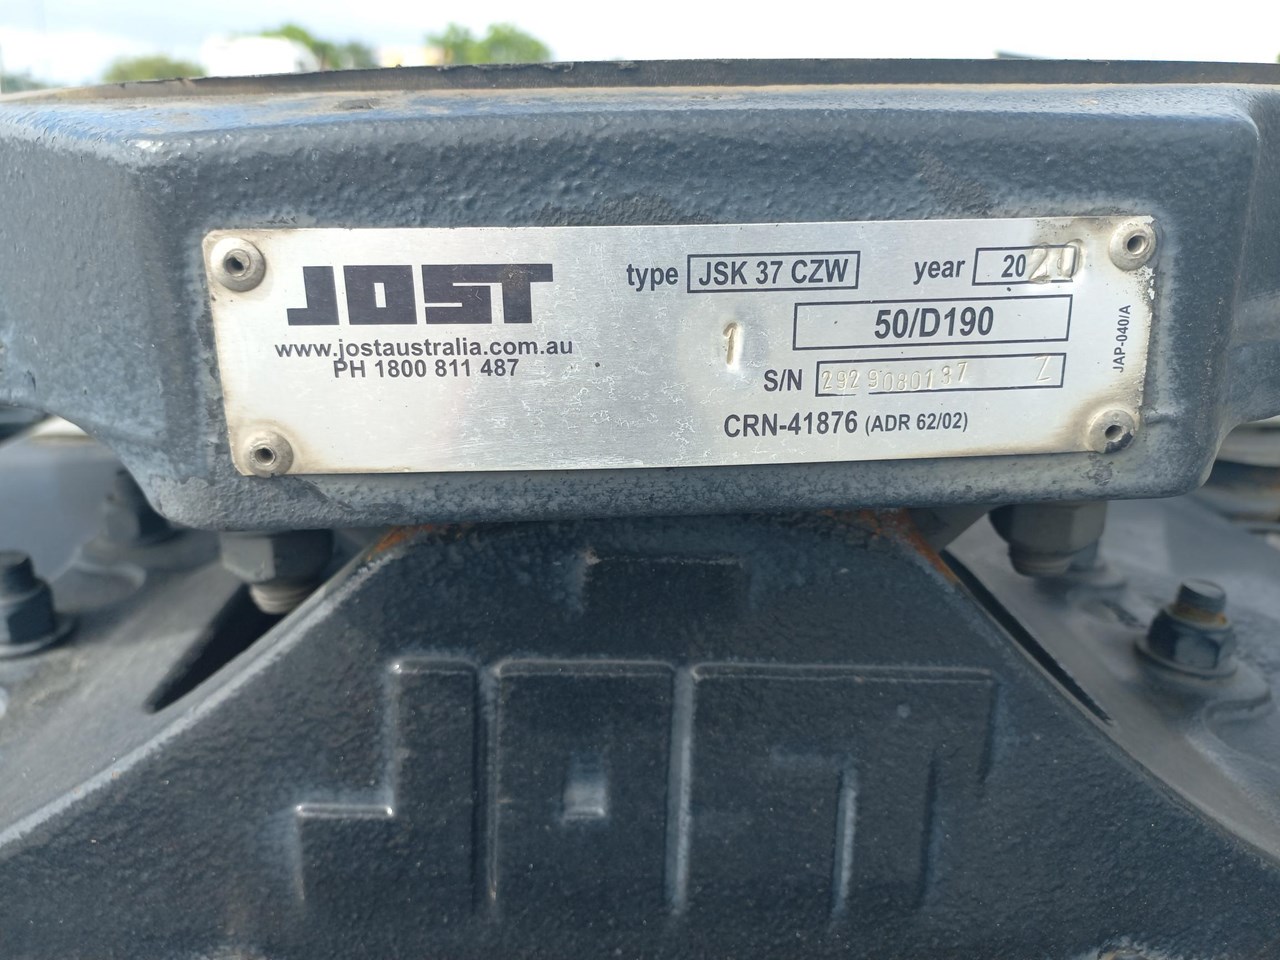 JOST
www.jostaustralia.com.au
PH 1800 811 487
type JSK 37 CZW year 2020
1 50/D190
S/N 2929080197 Z
CRN-41876 (ADR 62/02)
JAP-040/A
JOST